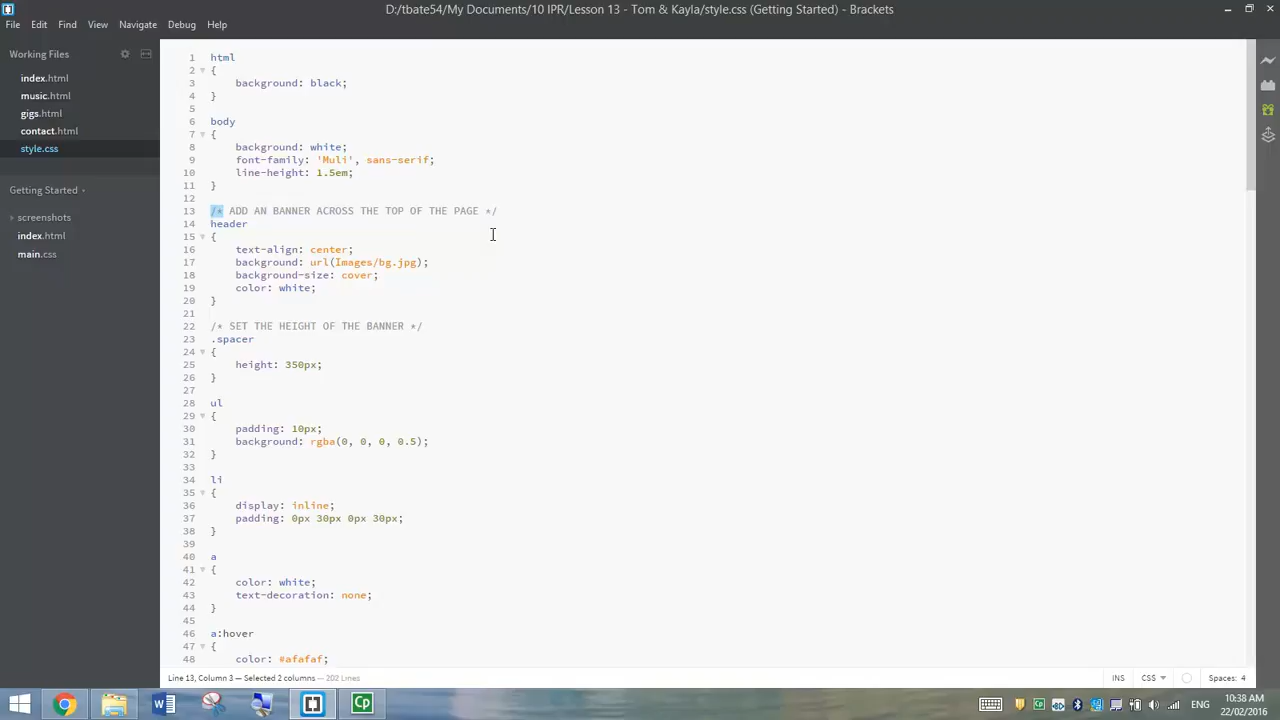 D:/tbate54/My Documents/10 IPR/Lesson 13 - Tom & Kayla/style.css (Getting Started) - Brackets
File Edit View Navigate Debug Help
Working Files
index.html
music.html
gigs.html
contact.html
style.css
Getting Started
screenshots
index.html
main.css
1 html
2 {
3 background: black;
4 }
5
6 body
7 {
8 background: white;
9 font-family: 'Muli', sans-serif;
10 line-height: 1.5em;
11 }
12
13 /* ADD AN BANNER ACROSS THE TOP OF THE PAGE */
14 header
15 {
16 text-align: center;
17 background: url(Images/bg.jpg);
18 background-size: cover;
19 color: white;
20 }
21
22 /* SET THE HEIGHT OF THE BANNER */
23 .spacer
24 {
25 height: 350px;
26 }
27
28 ul
29 {
30 padding: 10px;
31 background: rgba(0, 0, 0, 0.5);
32 }
33
34 li
35 {
36 display: inline;
37 padding: 0px 30px 0px 30px;
38 }
39
40 a
41 {
42 color: white;
43 text-decoration: none;
44 }
45
46 a:hover
47 {
48 color: #afafaf;
Line 13, Column 3 — Selected 2 columns — 202 Lines
INS CSS Spaces: 4
ENG
10:38 AM
22/02/2016